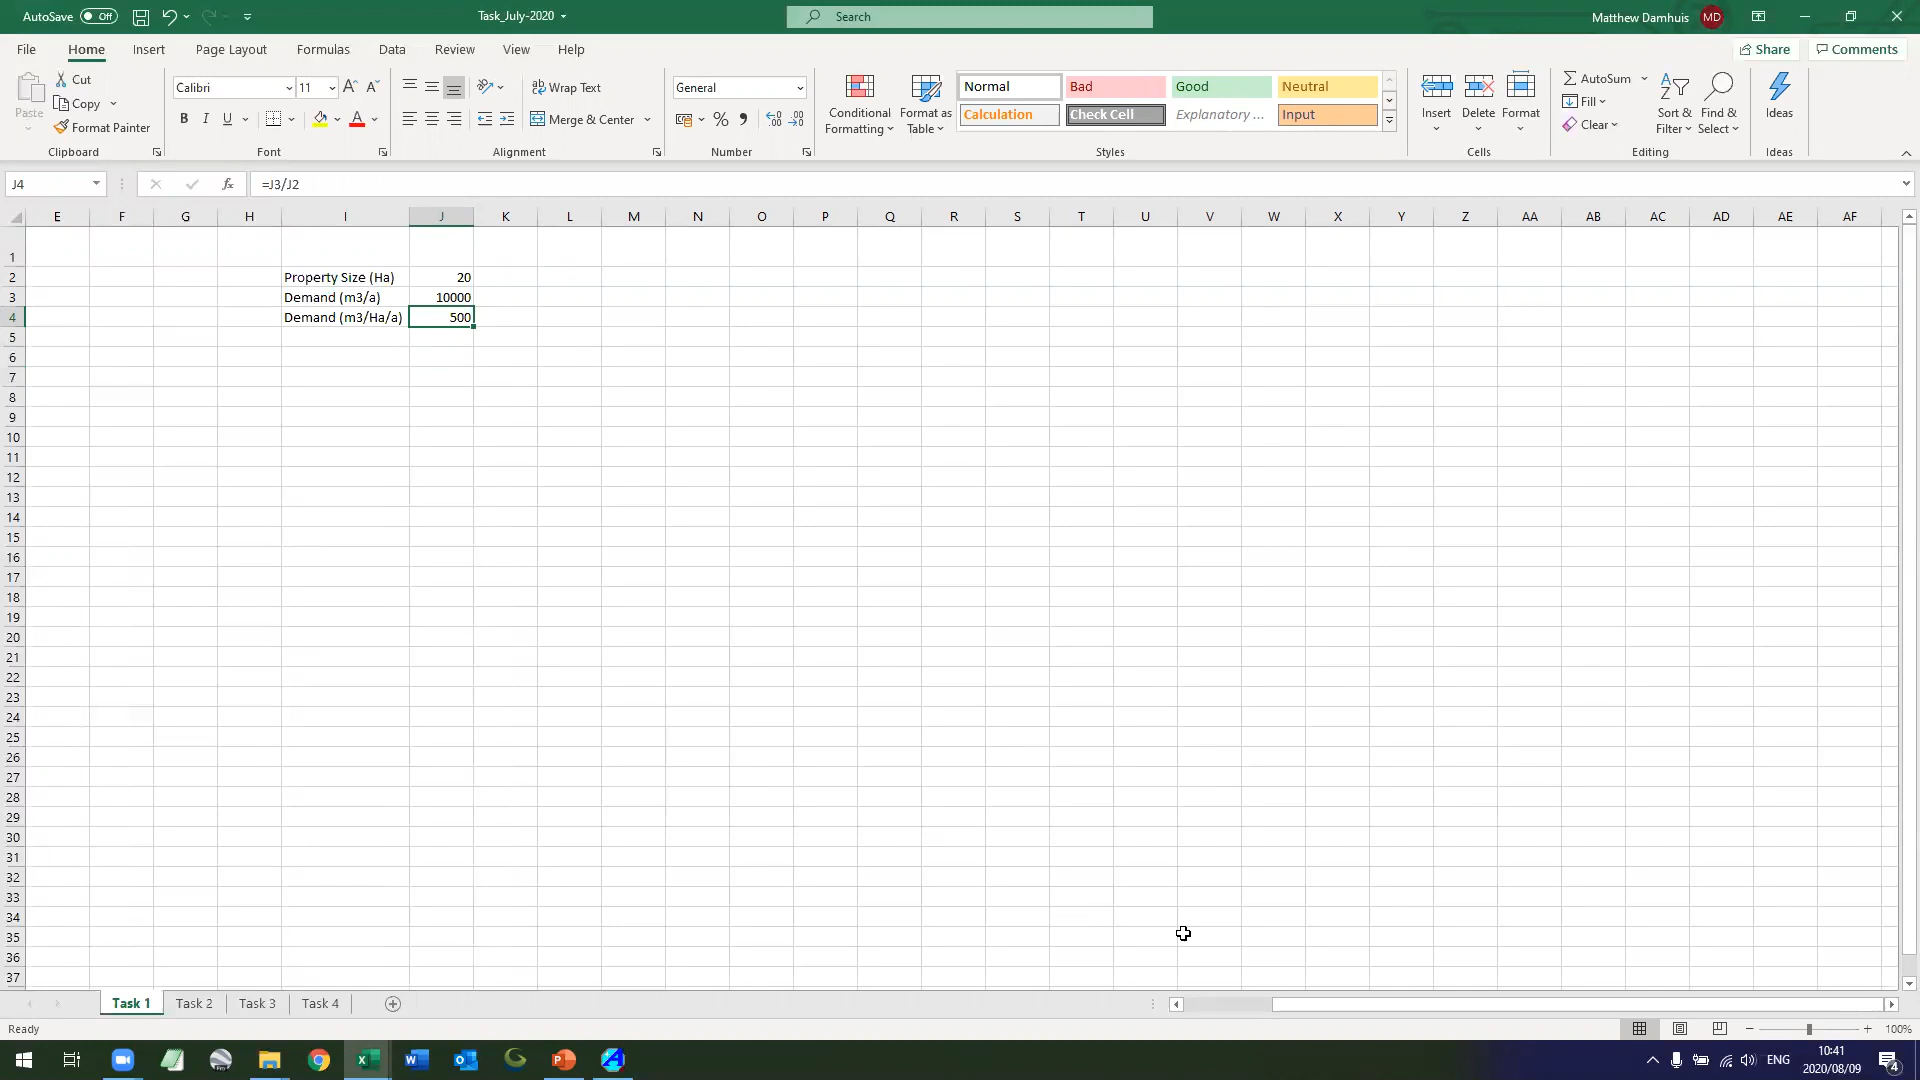 AutoSave Off Task_July-2020 Search Matthew Damhuis MD
File Home Insert Page Layout Formulas Data Review View Help Share Comments
Paste Cut Copy Format Painter Clipboard
Calibri 11 B I U A Font
Wrap Text Merge & Center Alignment
General % Number
Conditional Formatting Format as Table
Normal Bad Good Neutral
Calculation Check Cell Explanatory ... Input
Styles
Insert Delete Format Cells
AutoSum Fill Clear Sort & Filter Find & Select Editing
Ideas Ideas
J4 fx =J3/J2
E F G H I J K L M N O P Q R S T U V W X Y Z AA AB AC AD AE AF
1
2 Property Size (Ha) 20
3 Demand (m3/a) 10000
4 Demand (m3/Ha/a) 500
5
6
7
8
9
10
11
12
13
14
15
16
17
18
19
20
21
22
23
24
25
26
27
28
29
30
31
32
33
34
35
36
37
Task 1 Task 2 Task 3 Task 4
Ready 100%
ENG 10:41
2020/08/09 4